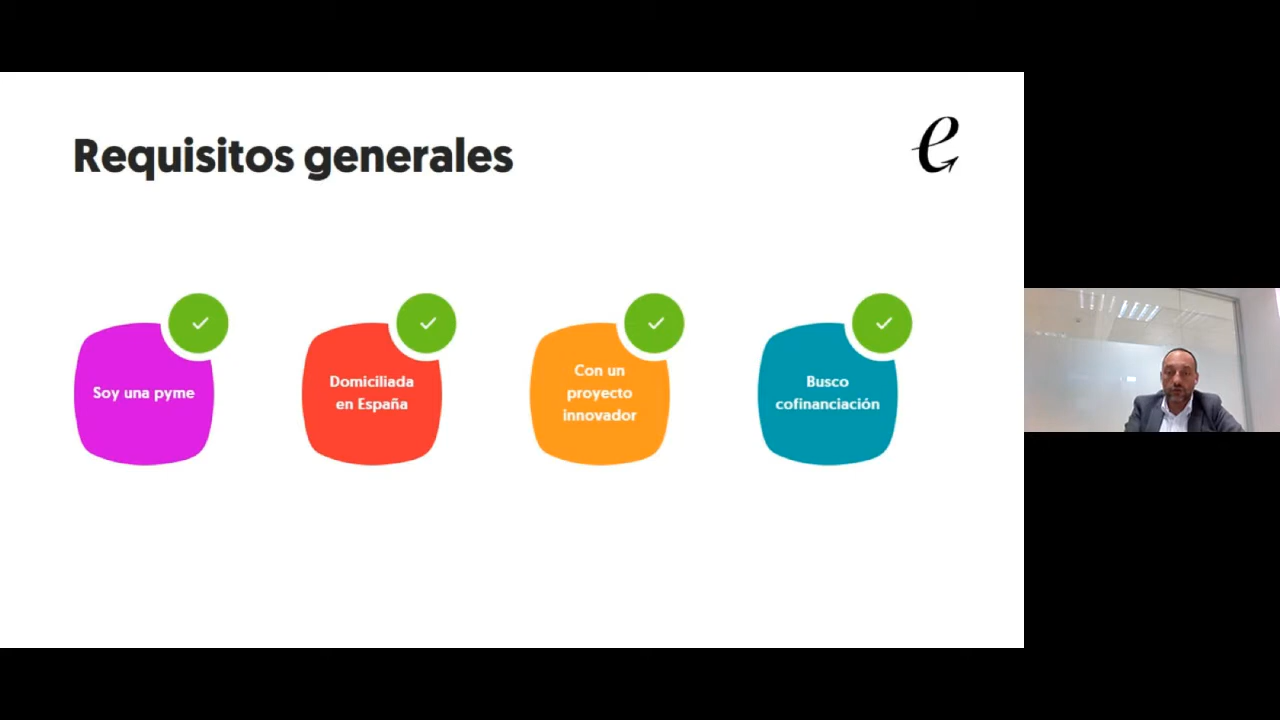 Requisitos generales
e
Soy una pyme
Domiciliada
en España
Con un
proyecto
innovador
Busco
cofinanciación